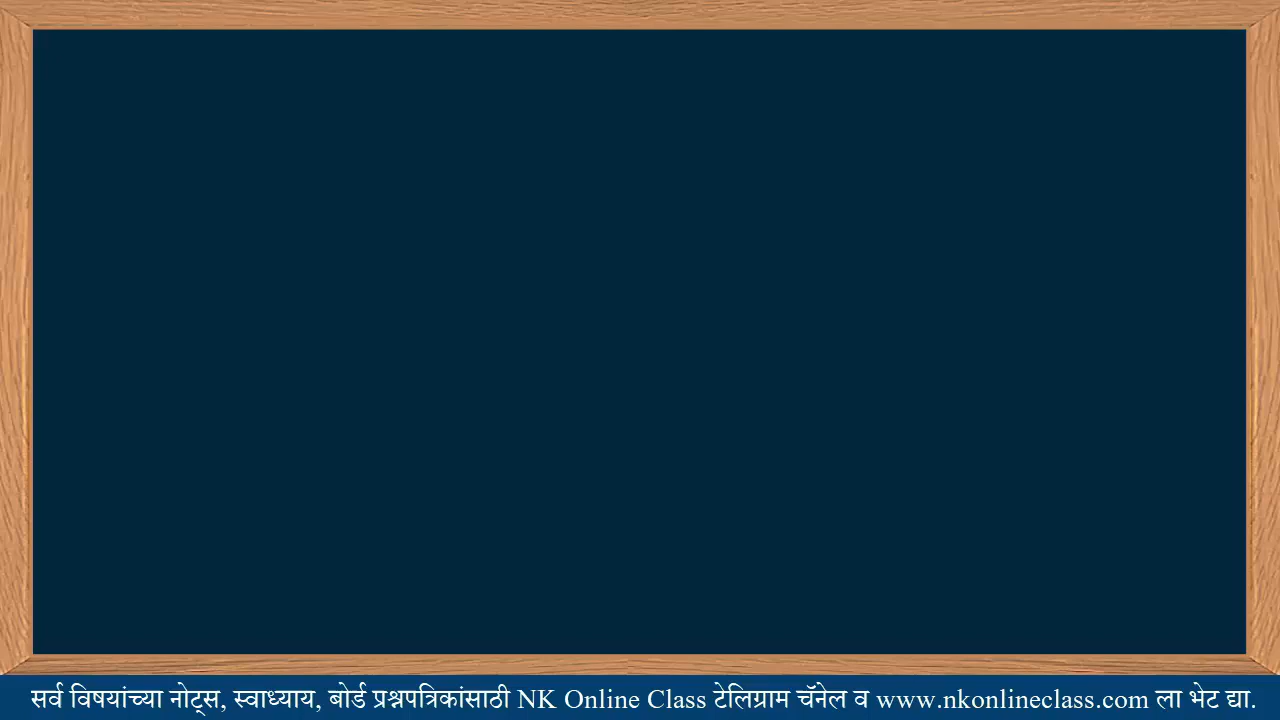 सर्व विषयांच्या नोट्स, स्वाध्याय, बोर्ड प्रश्नपत्रिकांसाठी NK Online Class टेलिग्राम चॅनेल व www.nkonlineclass.com ला भेट द्या.